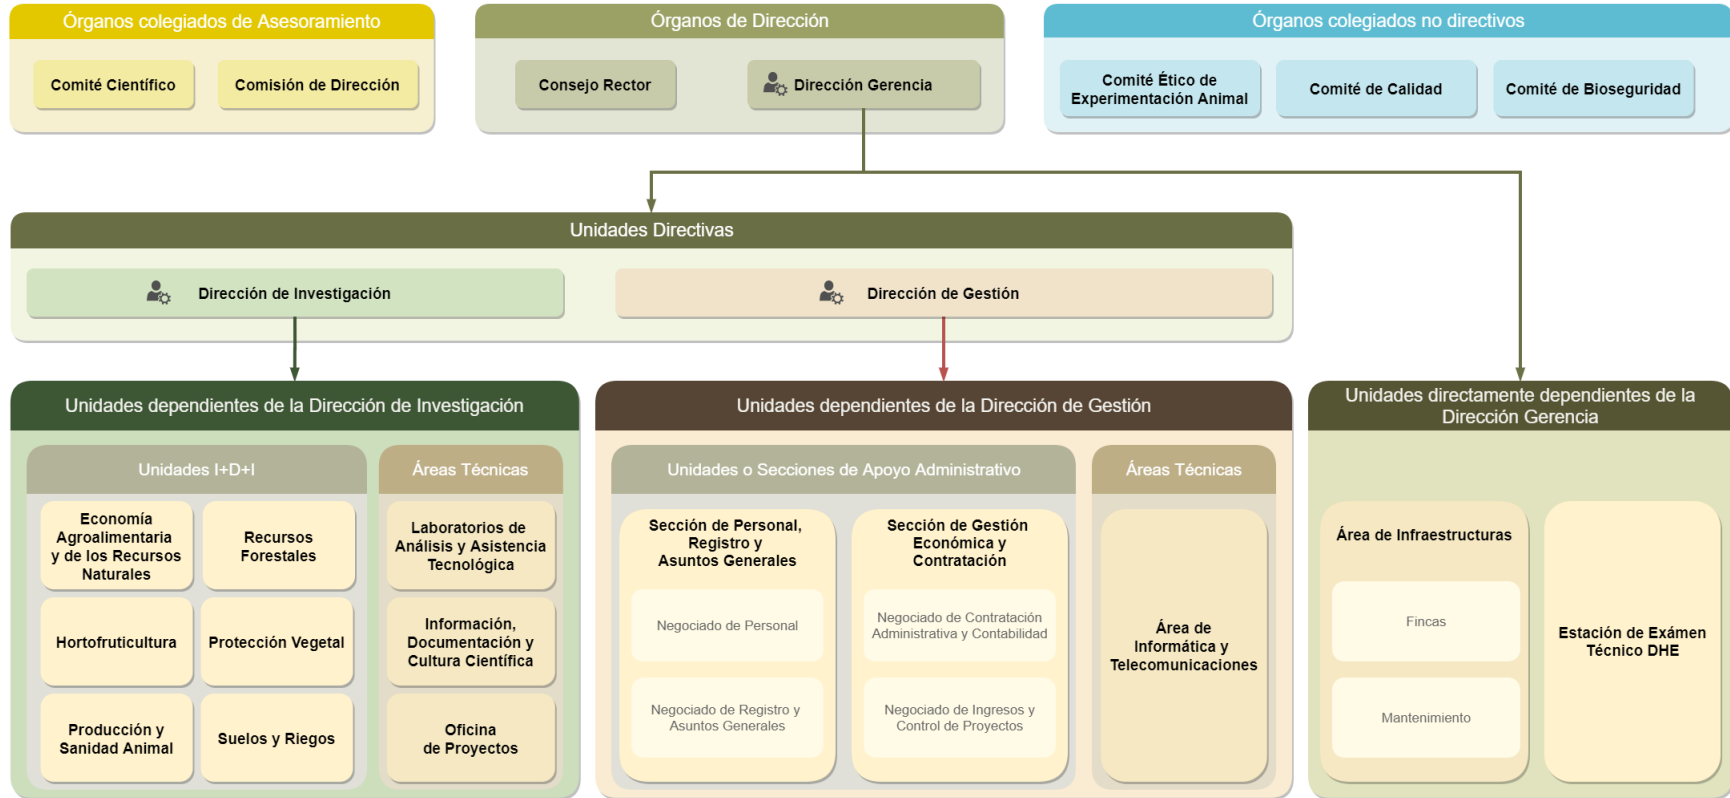 Órganos colegiados de Asesoramiento
Comité Científico
Comisión de Dirección
Órganos de Dirección
Consejo Rector
Dirección Gerencia
Órganos colegiados no directivos
Comité Ético de
Experimentación Animal
Comité de Calidad
Comité de Bioseguridad
Unidades Directivas
Dirección de Investigación
Dirección de Gestión
Unidades dependientes de la Dirección de Investigación
Unidades I+D+I
Economía
Agroalimentaria
y de los Recursos
Naturales
Recursos
Forestales
Hortofruticultura
Protección Vegetal
Producción y
Sanidad Animal
Suelos y Riegos
Áreas Técnicas
Laboratorios de
Análisis y Asistencia
Tecnológica
Información,
Documentación y
Cultura Científica
Oficina
de Proyectos
Unidades dependientes de la Dirección de Gestión
Unidades o Secciones de Apoyo Administrativo
Sección de Personal,
Registro y
Asuntos Generales
Negociado de Personal
Negociado de Registro y
Asuntos Generales
Sección de Gestión
Económica y
Contratación
Negociado de Contratación
Administrativa y Contabilidad
Negociado de Ingresos y
Control de Proyectos
Áreas Técnicas
Área de
Informática y
Telecomunicaciones
Unidades directamente dependientes de la
Dirección Gerencia
Área de Infraestructuras
Fincas
Mantenimiento
Estación de Exámen
Técnico DHE